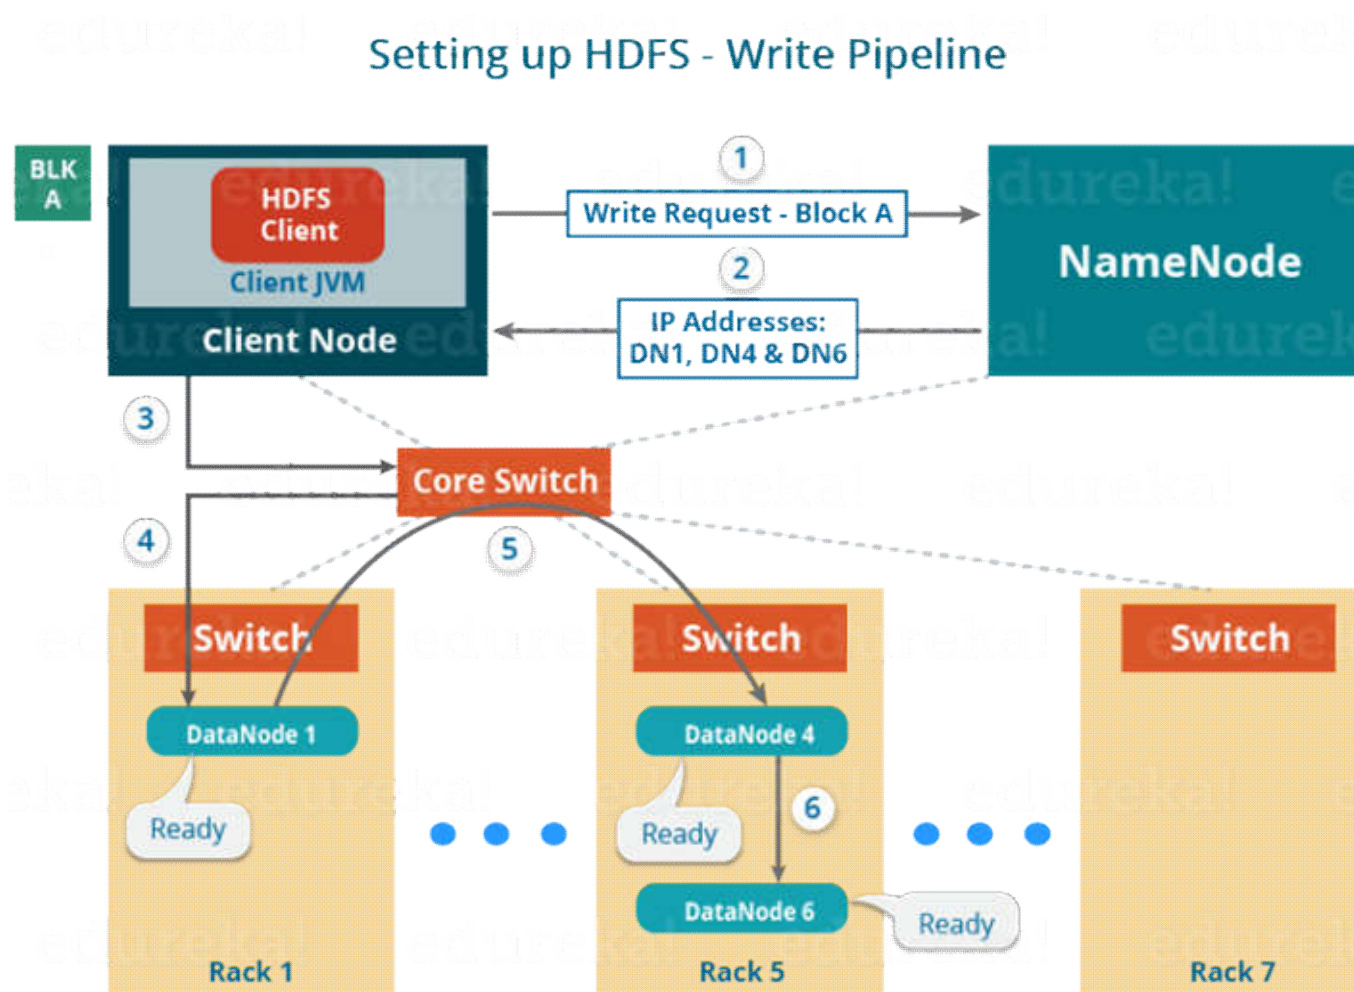 Setting up HDFS - Write Pipeline
BLK
A
HDFS
Client
Client JVM
Client Node
1
Write Request - Block A
2
IP Addresses:
DN1, DN4 & DN6
NameNode
3
Core Switch
4
5
Switch
Switch
Switch
DataNode 1
DataNode 4
Ready
Ready
6
DataNode 6
Ready
Rack 1
Rack 5
Rack 7
edureka!